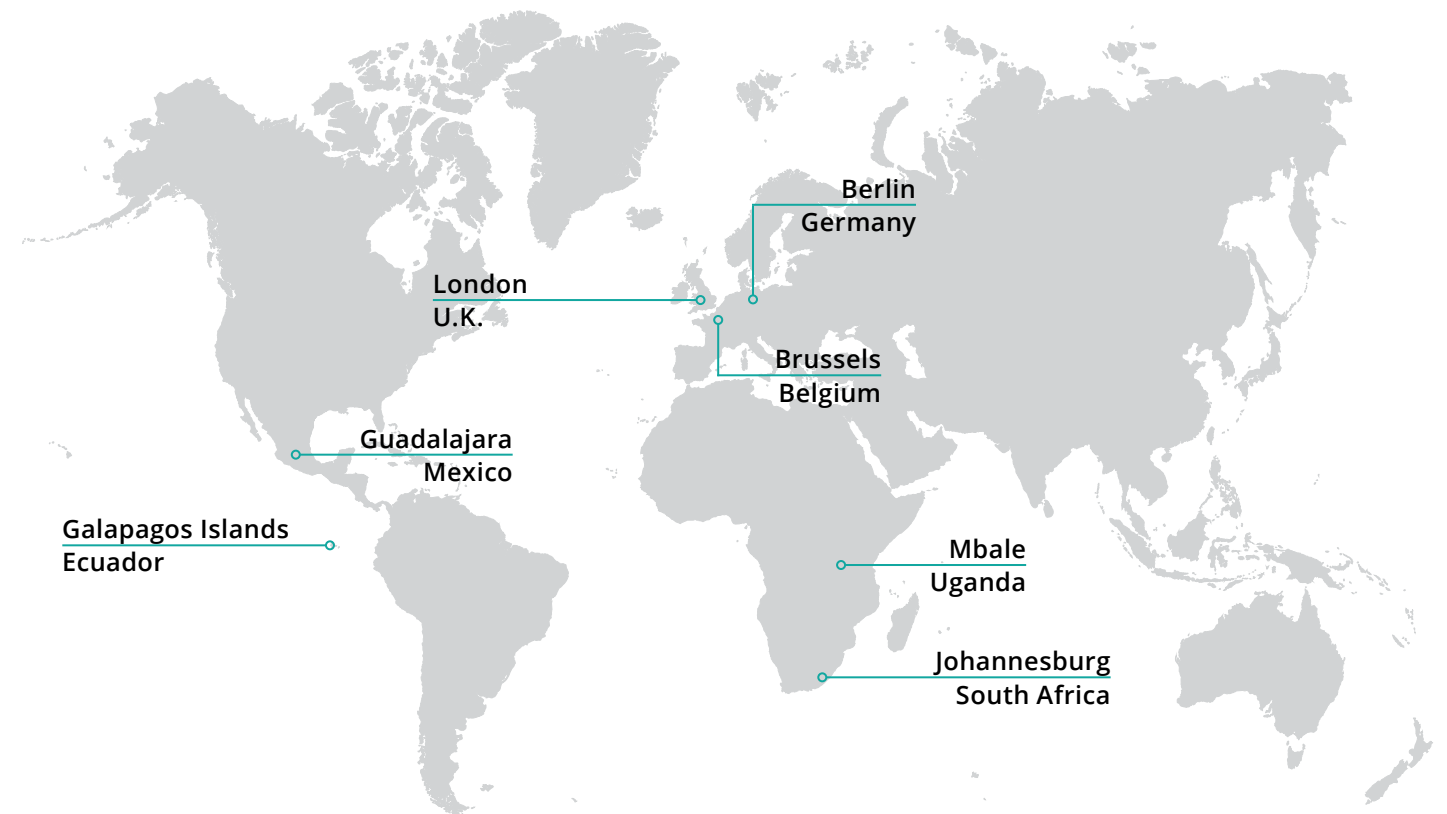 Berlin
Germany
London
U.K.
Brussels
Belgium
Guadalajara
Mexico
Galapagos Islands
Ecuador
Mbale
Uganda
Johannesburg
South Africa